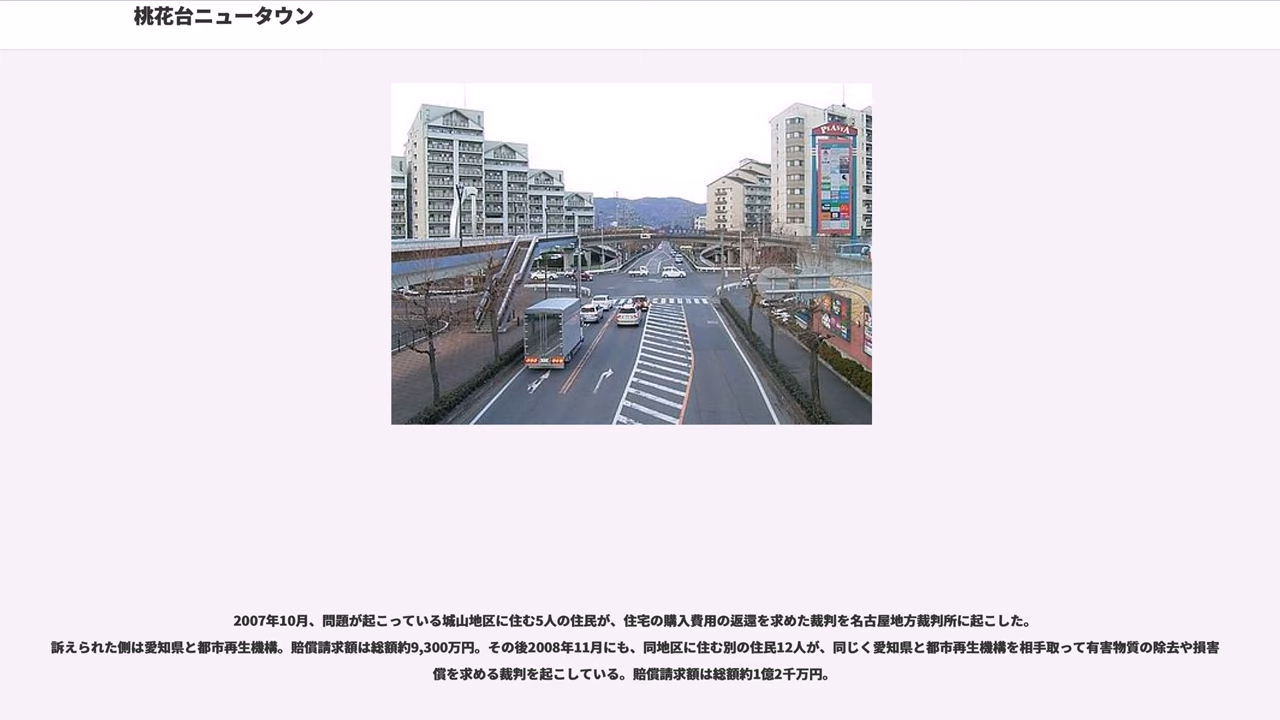 桃花台ニュータウン
PIASTA
2007年10月、問題が起こっている城山地区に住む5人の住民が、住宅の購入費用の返還を求めた裁判を名古屋地方裁判所に起こした。
訴えられた側は愛知県と都市再生機構。賠償請求額は総額約9,300万円。その後2008年11月にも、同地区に住む別の住民12人が、同じく愛知県と都市再生機構を相手取って有害物質の除去や損害
償を求める裁判を起こしている。賠償請求額は総額約1億2千万円。